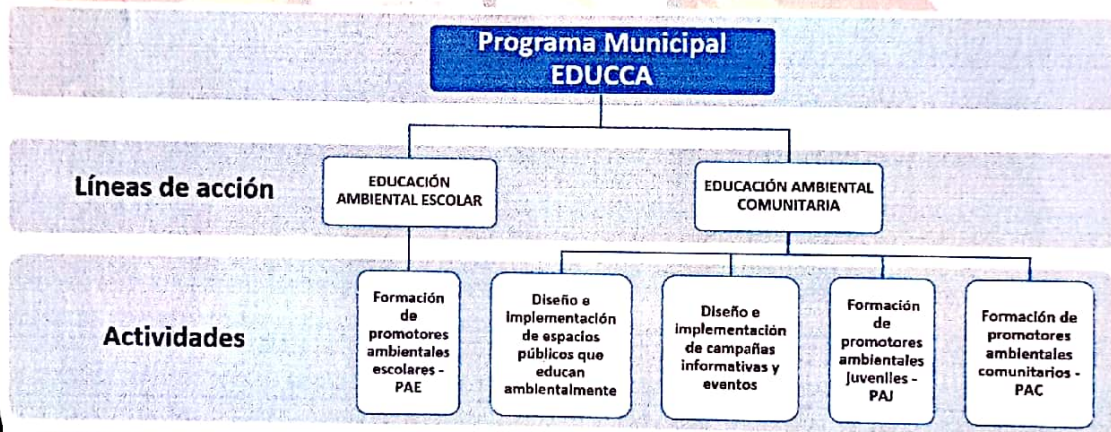 Programa Municipal
EDUCCA
Líneas de acción
EDUCACIÓN
AMBIENTAL ESCOLAR
EDUCACIÓN AMBIENTAL
COMUNITARIA
Actividades
Formación
de
promotores
ambientales
escolares -
PAE
Diseño e
implementación
de espacios
públicos que
educan
ambientalmente
Diseño e
implementación
de campañas
informativas y
eventos
Formación
de
promotores
ambientales
juveniles -
PAJ
Formación de
promotores
ambientales
comunitarios -
PAC